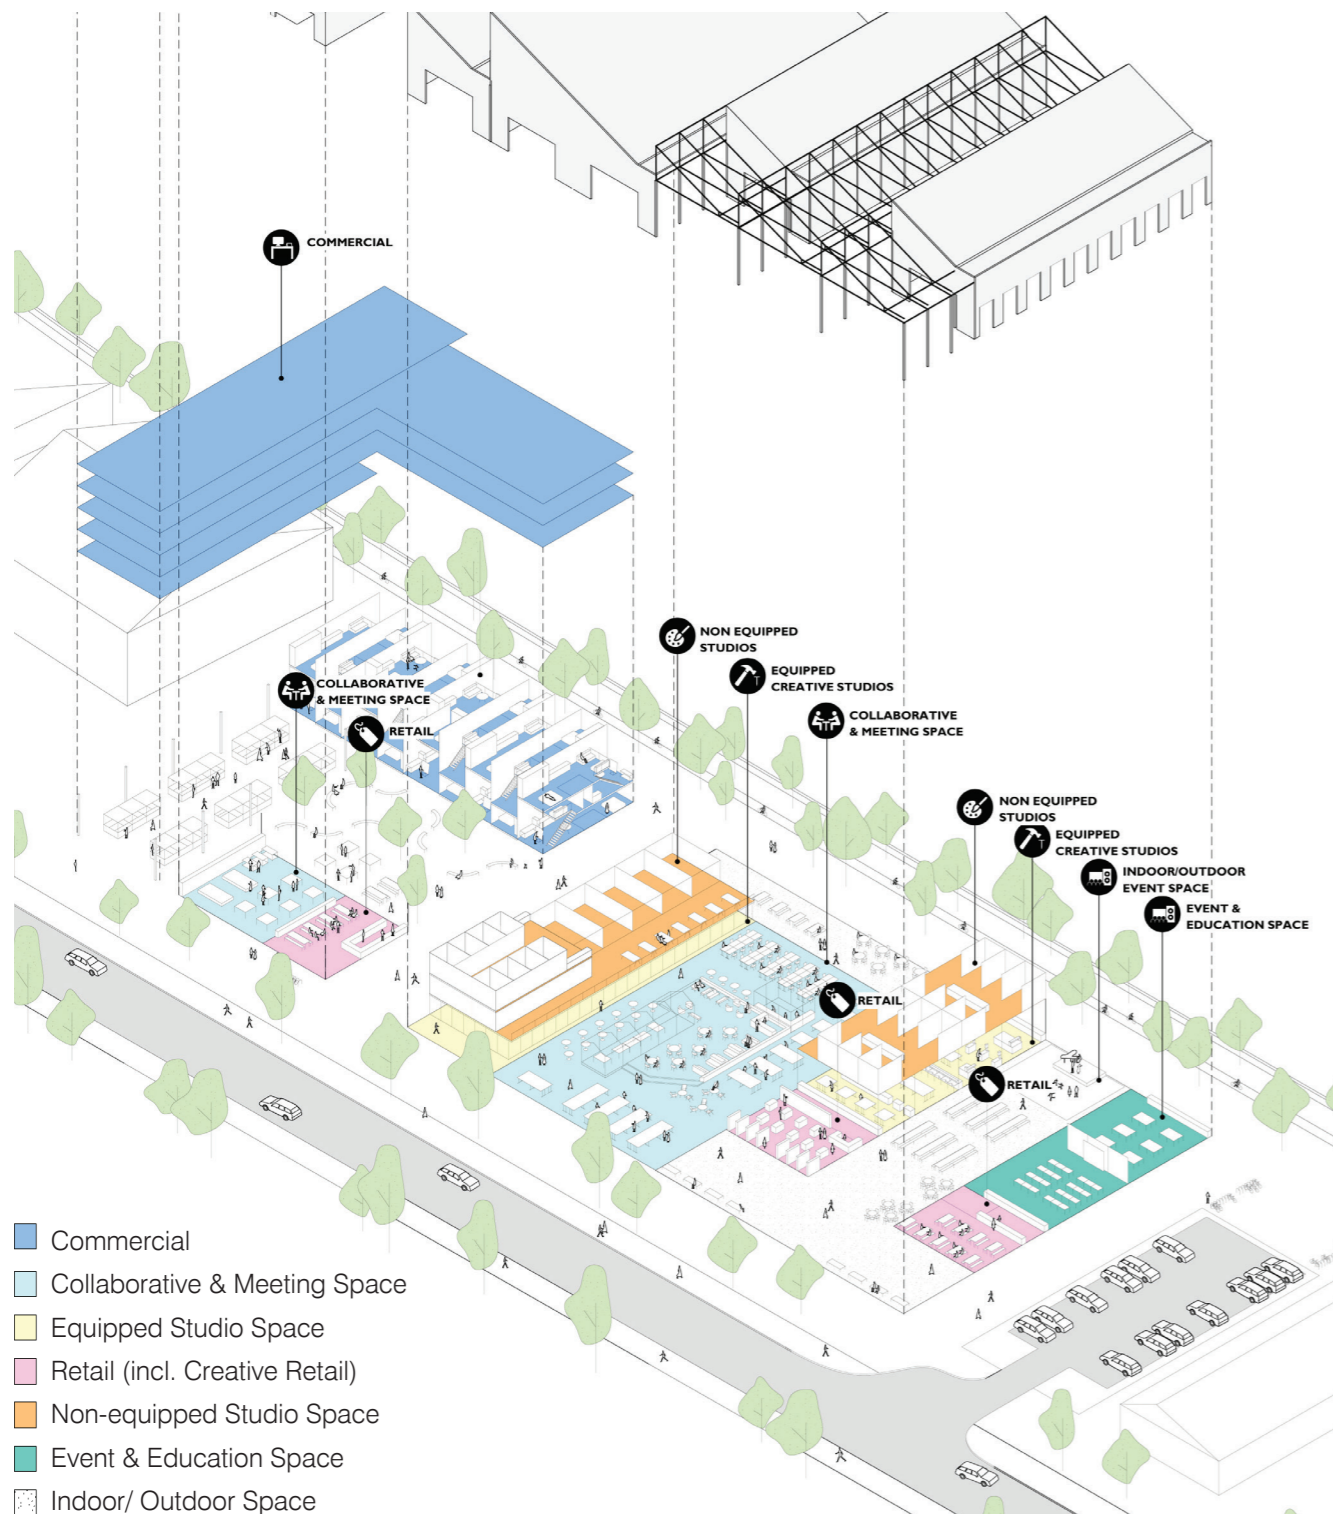 COMMERCIAL
NON EQUIPPED
STUDIOS
EQUIPPED
CREATIVE STUDIOS
COLLABORATIVE
& MEETING SPACE
RETAIL
COLLABORATIVE
& MEETING SPACE
NON EQUIPPED
STUDIOS
EQUIPPED
CREATIVE STUDIOS
INDOOR/OUTDOOR
EVENT SPACE
EVENT &
EDUCATION SPACE
RETAIL
RETAIL
Commercial
Collaborative & Meeting Space
Equipped Studio Space
Retail (incl. Creative Retail)
Non-equipped Studio Space
Event & Education Space
Indoor/ Outdoor Space